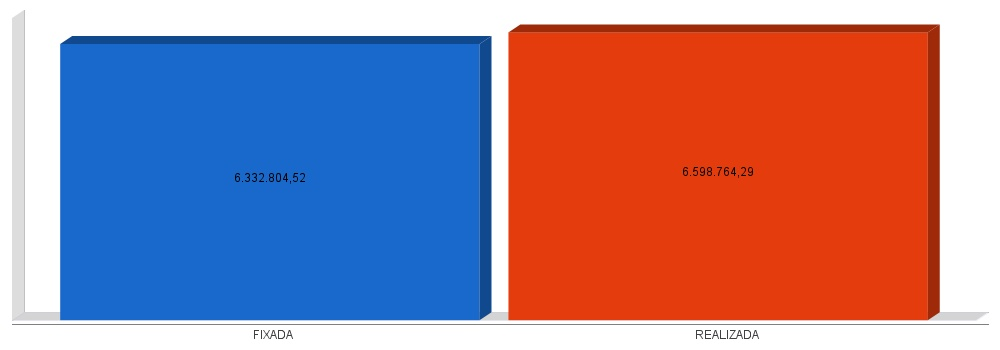 6.332.804,52
6.598.764,29
FIXADA
REALIZADA